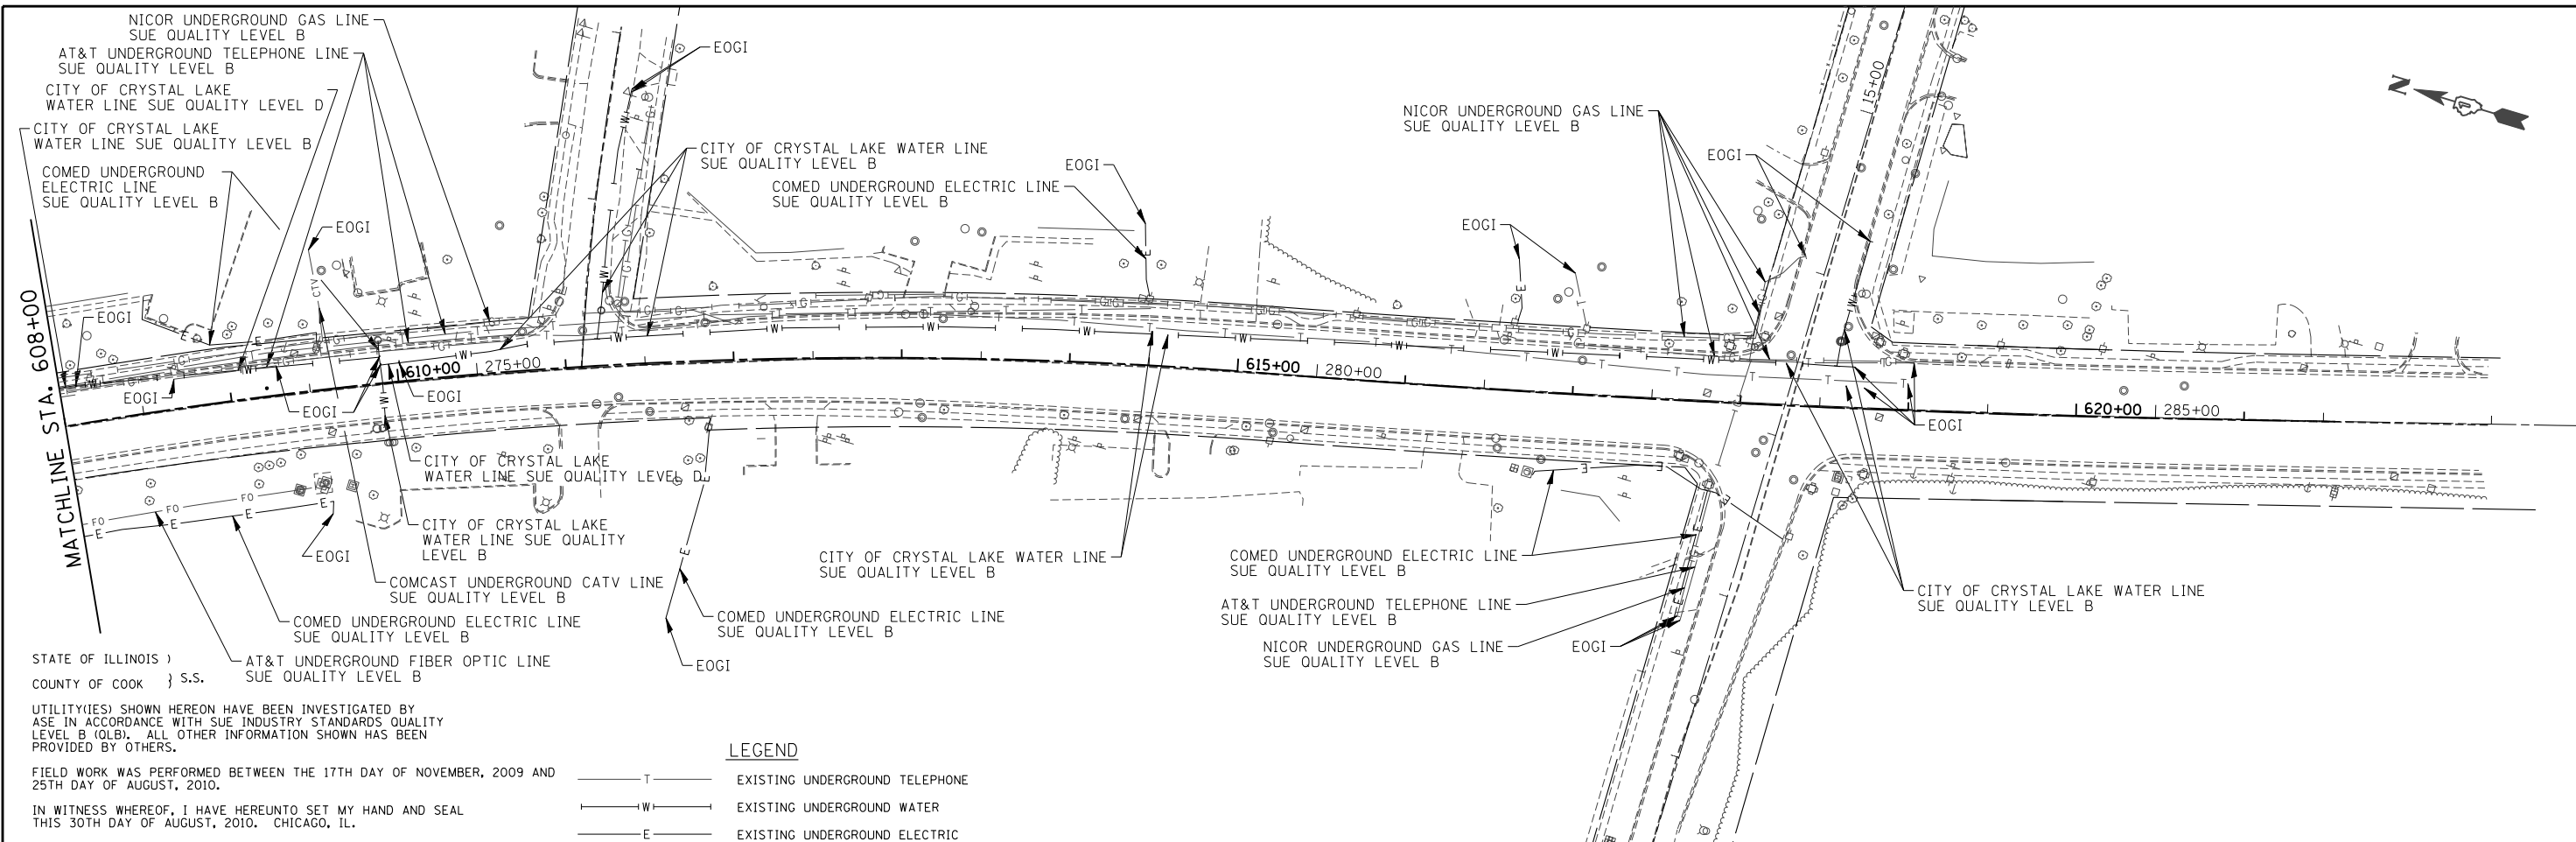 NICOR UNDERGROUND GAS LINE
SUE QUALITY LEVEL B
AT&T UNDERGROUND TELEPHONE LINE
SUE QUALITY LEVEL B
CITY OF CRYSTAL LAKE
WATER LINE SUE QUALITY LEVEL D
CITY OF CRYSTAL LAKE
WATER LINE SUE QUALITY LEVEL B
COMED UNDERGROUND
ELECTRIC LINE
SUE QUALITY LEVEL B
EOGI
EOGI
EOGI
CITY OF CRYSTAL LAKE WATER LINE
SUE QUALITY LEVEL B
COMED UNDERGROUND ELECTRIC LINE
SUE QUALITY LEVEL B
EOGI
EOGI
NICOR UNDERGROUND GAS LINE
SUE QUALITY LEVEL B
EOGI
15+00
N
1
MATCHLINE STA. 608+00
CTV
EOGI
EOGI
EOGI
610+00
275+00
615+00
280+00
620+00
285+00
EOGI
CITY OF CRYSTAL LAKE
WATER LINE SUE QUALITY LEVEL D
CITY OF CRYSTAL LAKE
WATER LINE SUE QUALITY
LEVEL B
FO
FO
FO
E
E
E
E
EOGI
COMCAST UNDERGROUND CATV LINE
SUE QUALITY LEVEL B
COMED UNDERGROUND ELECTRIC LINE
SUE QUALITY LEVEL B
AT&T UNDERGROUND FIBER OPTIC LINE
SUE QUALITY LEVEL B
COMED UNDERGROUND ELECTRIC LINE
SUE QUALITY LEVEL B
EOGI
CITY OF CRYSTAL LAKE WATER LINE
SUE QUALITY LEVEL B
COMED UNDERGROUND ELECTRIC LINE
SUE QUALITY LEVEL B
AT&T UNDERGROUND TELEPHONE LINE
SUE QUALITY LEVEL B
NICOR UNDERGROUND GAS LINE
SUE QUALITY LEVEL B
EOGI
CITY OF CRYSTAL LAKE WATER LINE
SUE QUALITY LEVEL B
STATE OF ILLINOIS )
COUNTY OF COOK } S.S.
UTILITY(IES) SHOWN HEREON HAVE BEEN INVESTIGATED BY
ASE IN ACCORDANCE WITH SUE INDUSTRY STANDARDS QUALITY
LEVEL B (QLB). ALL OTHER INFORMATION SHOWN HAS BEEN
PROVIDED BY OTHERS.
FIELD WORK WAS PERFORMED BETWEEN THE 17TH DAY OF NOVEMBER, 2009 AND
25TH DAY OF AUGUST, 2010.
IN WITNESS WHEREOF, I HAVE HEREUNTO SET MY HAND AND SEAL
THIS 30TH DAY OF AUGUST, 2010. CHICAGO, IL.
LEGEND
T EXISTING UNDERGROUND TELEPHONE
W EXISTING UNDERGROUND WATER
E EXISTING UNDERGROUND ELECTRIC